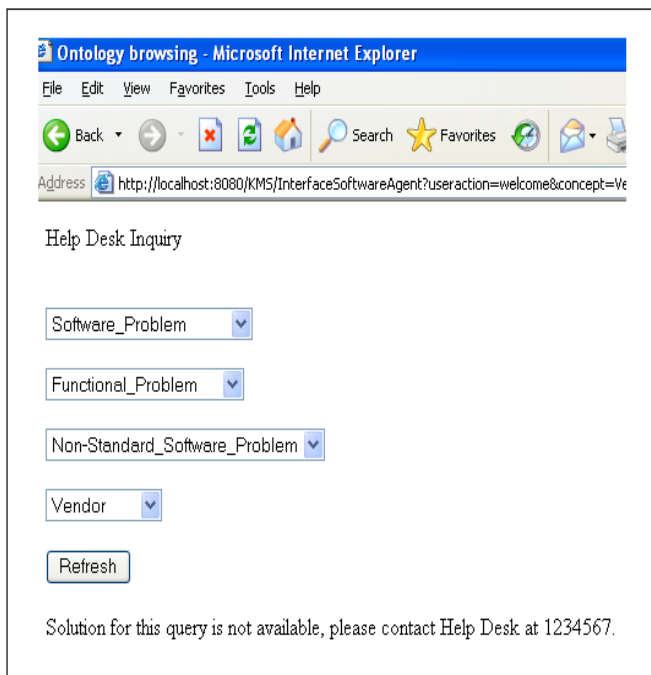 Ontology browsing - Microsoft Internet Explorer
File Edit View Favorites Tools Help
Back Search Favorites
Address http://localhost:8080/KMS/InterfaceSoftwareAgent?useraction=welcome&concept=Ve
Help Desk Inquiry
Software_Problem
Functional_Problem
Non-Standard_Software_Problem
Vendor
Refresh
Solution for this query is not available, please contact Help Desk at 1234567.